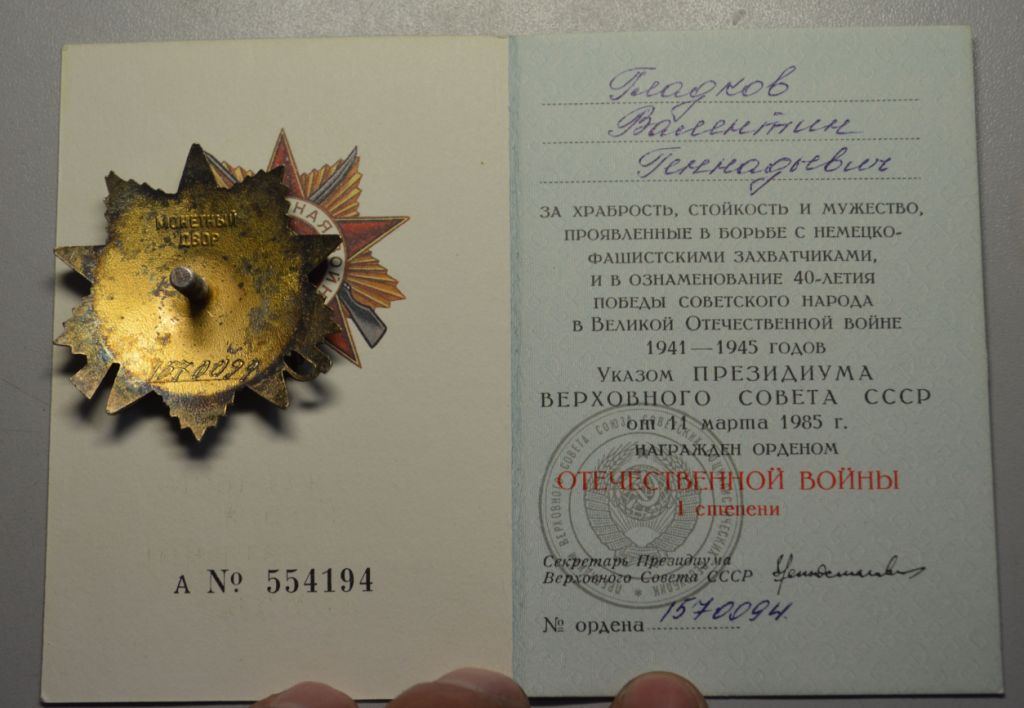 МОНЕТНЫЙ
ДВОР
НАЯ
ВОЙН
А № 554194
Гладков
Валентин
Геннадьевич
ЗА ХРАБРОСТЬ, СТОЙКОСТЬ И МУЖЕСТВО,
ПРОЯВЛЕННЫЕ В БОРЬБЕ С НЕМЕЦКО-
ФАШИСТСКИМИ ЗАХВАТЧИКАМИ,
И В ОЗНАМЕНОВАНИЕ 40-ЛЕТИЯ
ПОБЕДЫ СОВЕТСКОГО НАРОДА
В ВЕЛИКОЙ ОТЕЧЕСТВЕННОЙ ВОЙНЕ
1941—1945 ГОДОВ
УКАЗОМ ПРЕЗИДИУМА
ВЕРХОВНОГО СОВЕТА СССР
от 11 марта 1985 г.
НАГРАЖДЕН ОРДЕНОМ
ОТЕЧЕСТВЕННОЙ ВОЙНЫ
I степени
Секретарь Президиума
Верховного Совета СССР
№ ордена 1570094